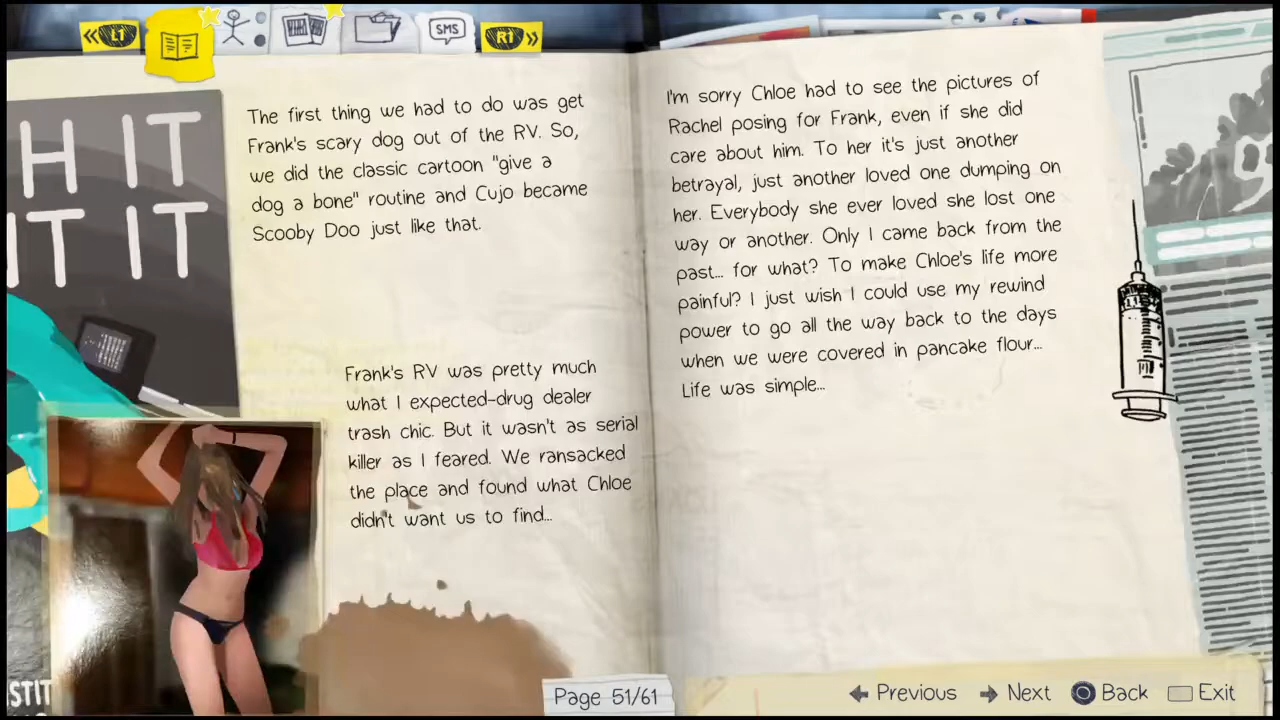 L1
SMS
R1
H IT
IT IT
The first thing we had to do was get
Frank's scary dog out of the RV. So,
we did the classic cartoon "give a
dog a bone" routine and Cujo became
Scooby Doo just like that.
Frank's RV was pretty much
what I expected-drug dealer
trash chic. But it wasn't as serial
killer as I feared. We ransacked
the place and found what Chloe
didn't want us to find...
STIT
I'm sorry Chloe had to see the pictures of
Rachel posing for Frank, even if she did
care about him. To her it's just another
betrayal, just another loved one dumping on
her. Everybody she ever loved she lost one
way or another. Only I came back from the
past... for what? To make Chloe's life more
painful? I just wish I could use my rewind
power to go all the way back to the days
when we were covered in pancake flour...
Life was simple...
Page 51/61
Previous
Next
Back
Exit